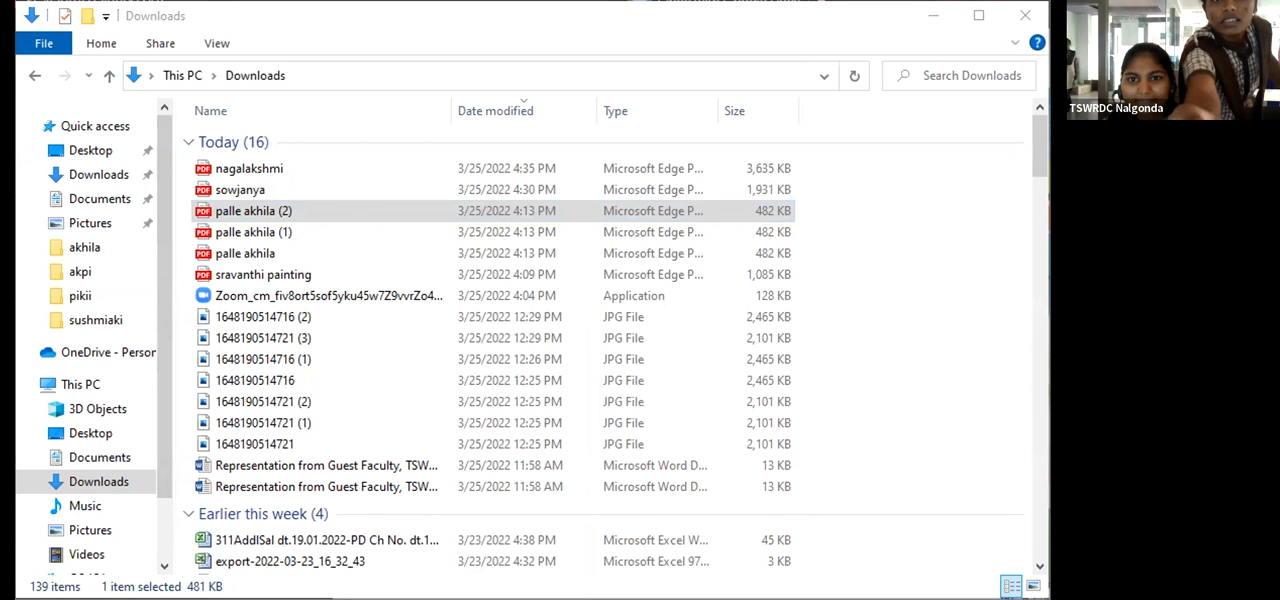 Downloads
File Home Share View
This PC Downloads Search Downloads
Name Date modified Type Size
Quick access
Desktop
Downloads
Documents
Pictures
akhila
akpi
pikii
sushmiaki
OneDrive - Person
This PC
3D Objects
Desktop
Documents
Downloads
Music
Pictures
Videos
Today (16)
nagalakshmi 3/25/2022 4:35 PM Microsoft Edge P... 3,635 KB
sowjanya 3/25/2022 4:30 PM Microsoft Edge P... 1,931 KB
palle akhila (2) 3/25/2022 4:13 PM Microsoft Edge P... 482 KB
palle akhila (1) 3/25/2022 4:13 PM Microsoft Edge P... 482 KB
palle akhila 3/25/2022 4:13 PM Microsoft Edge P... 482 KB
sravanthi painting 3/25/2022 4:09 PM Microsoft Edge P... 1,085 KB
Zoom_cm_fiv8ort5sof5yku45w7Z9vvrZo4... 3/25/2022 4:04 PM Application 128 KB
1648190514716 (2) 3/25/2022 12:29 PM JPG File 2,465 KB
1648190514721 (3) 3/25/2022 12:29 PM JPG File 2,101 KB
1648190514716 (1) 3/25/2022 12:26 PM JPG File 2,465 KB
1648190514716 3/25/2022 12:25 PM JPG File 2,465 KB
1648190514721 (2) 3/25/2022 12:25 PM JPG File 2,101 KB
1648190514721 (1) 3/25/2022 12:25 PM JPG File 2,101 KB
1648190514721 3/25/2022 12:25 PM JPG File 2,101 KB
Representation from Guest Faculty, TSW... 3/25/2022 11:58 AM Microsoft Word D... 13 KB
Representation from Guest Faculty, TSW... 3/25/2022 11:58 AM Microsoft Word D... 13 KB
Earlier this week (4)
311AddlSal dt.19.01.2022-PD Ch No. dt.1... 3/23/2022 4:38 PM Microsoft Excel W... 45 KB
export-2022-03-23_16_32_43 3/23/2022 4:32 PM Microsoft Excel 97... 3 KB
139 items 1 item selected 481 KB
TSWRDC Nalgonda